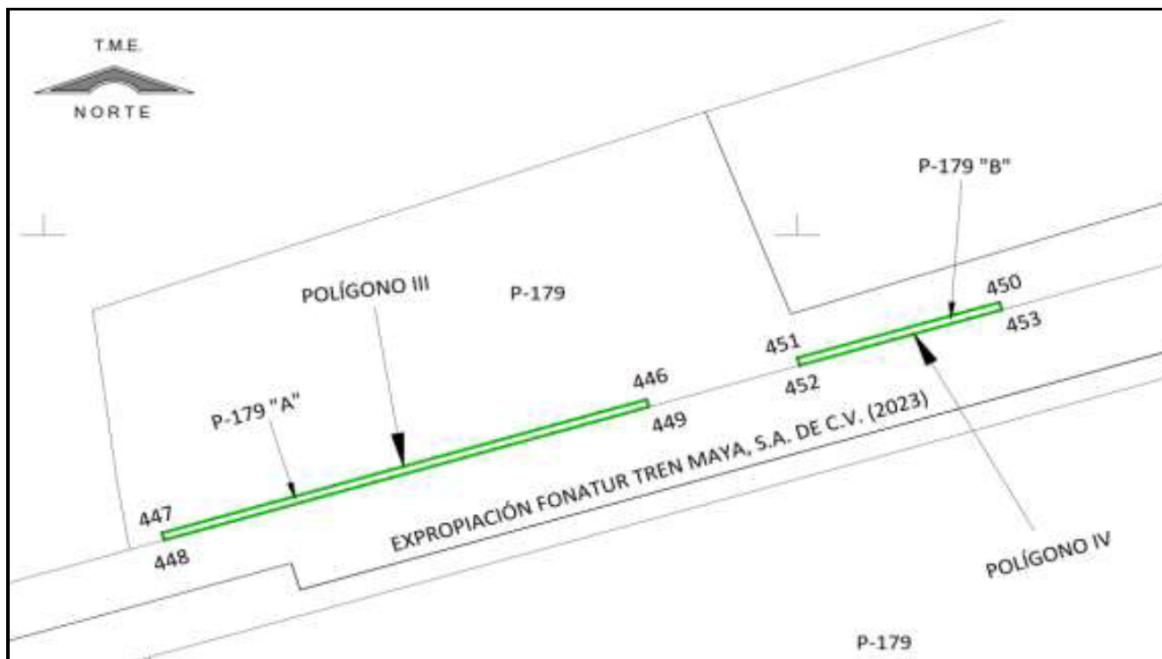 T.M.E.
NORTE
P-179 "B"
POLÍGONO III
P-179
450
453
451
452
446
449
P-179 "A"
EXPROPIACIÓN FONATUR TREN MAYA, S.A. DE C.V. (2023)
447
448
POLÍGONO IV
P-179